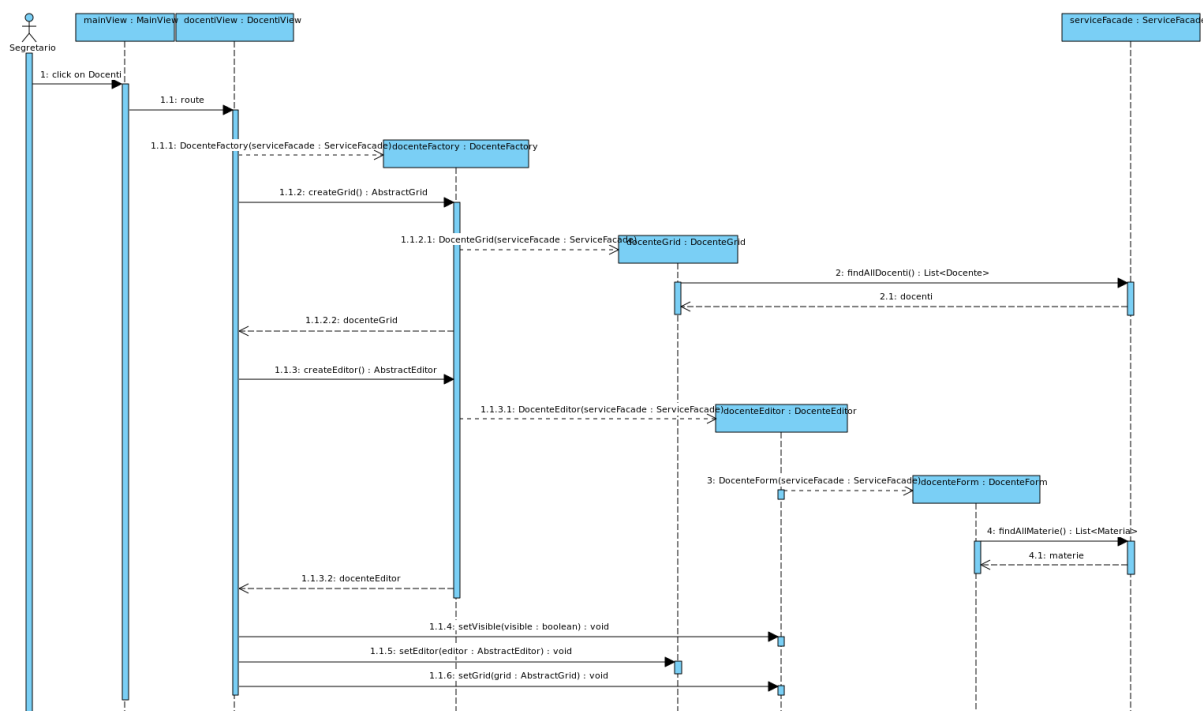 mainView : MainView
docentiView : DocentiView
serviceFacade : ServiceFacade
Segretario
1: click on Docenti
1.1: route
1.1.1: DocenteFactory(serviceFacade : ServiceFacade)
docenteFactory : DocenteFactory
1.1.2: createGrid() : AbstractGrid
1.1.2.1: DocenteGrid(serviceFacade : ServiceFacade)
docenteGrid : DocenteGrid
2: findAllDocenti() : List<Docente>
2.1: docenti
1.1.2.2: docenteGrid
1.1.3: createEditor() : AbstractEditor
1.1.3.1: DocenteEditor(serviceFacade : ServiceFacade)
docenteEditor : DocenteEditor
3: DocenteForm(serviceFacade : ServiceFacade)
docenteForm : DocenteForm
4: findAllMaterie() : List<Materia>
4.1: materie
1.1.3.2: docenteEditor
1.1.4: setVisible(visible : boolean) : void
1.1.5: setEditor(editor : AbstractEditor) : void
1.1.6: setGrid(grid : AbstractGrid) : void